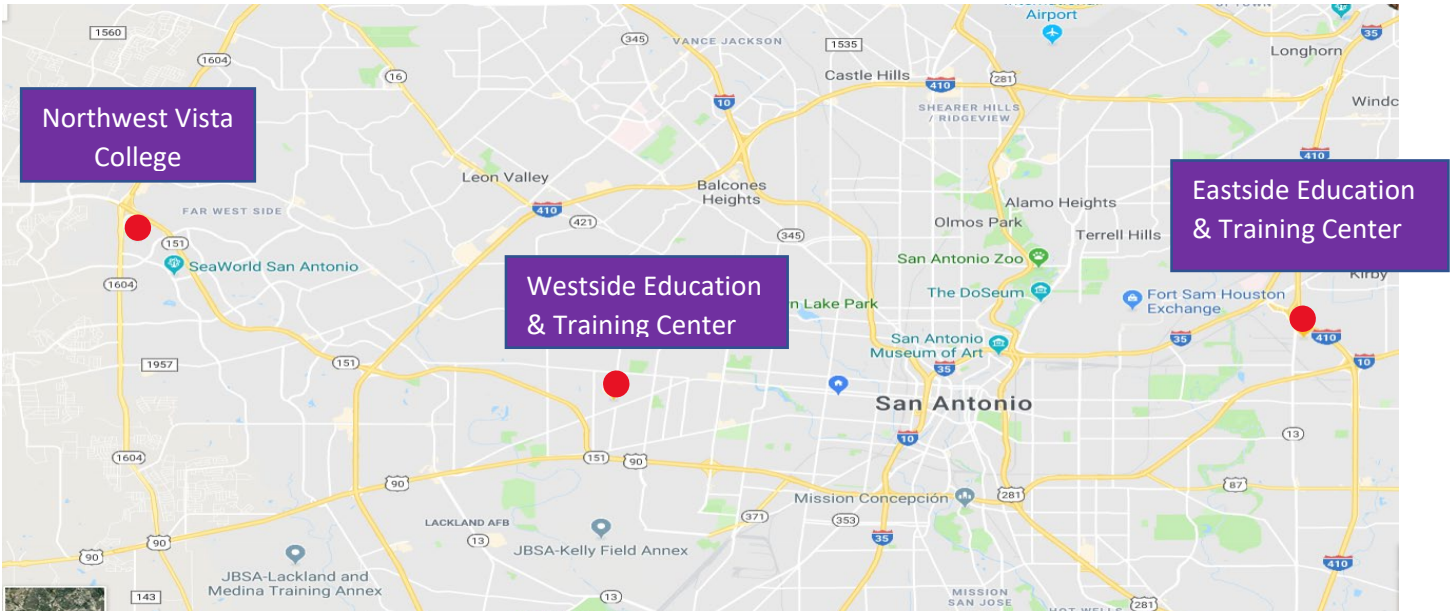 Airport
1560
345
VANCE JACKSON
1535
35
Longhorn
1604
16
Castle Hills
410
281
10
SHEARER HILLS
/ RIDGEVIEW
Windc
Northwest Vista
College
410
Leon Valley
Balcones
Heights
Eastside Education
& Training Center
FAR WEST SIDE
410
421
Alamo Heights
Olmos Park
345
Terrell Hills
151
SeaWorld San Antonio
San Antonio Zoo
Kirby
1604
Westside Education
& Training Center
n Lake Park
The DoSeum
Fort Sam Houston
Exchange
San Antonio
Museum of Art
35
410
1957
151
35
10
San Antonio
10
13
1604
151
90
90
87
Mission Concepción
281
371
353
LACKLAND AFB
13
JBSA-Kelly Field Annex
35
90
90
JBSA-Lackland and
Medina Training Annex
410
143
13
MISSION
SAN JOSE
281